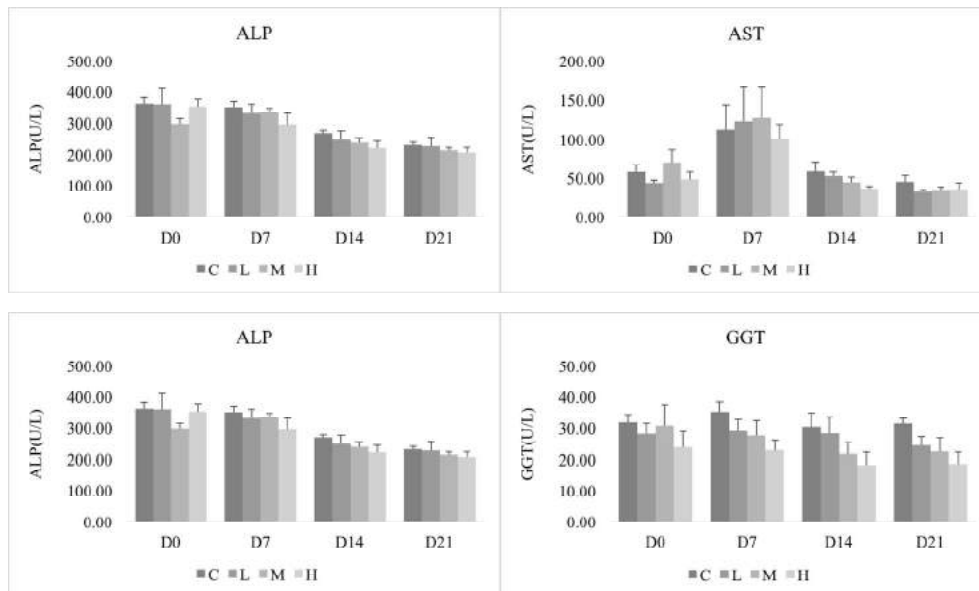 ALP
500.00
400.00
300.00
200.00
100.00
0.00
ALP(U/L)
D0 D7 D14 D21
C L M H
AST
200.00
150.00
100.00
50.00
0.00
AST(U/L)
D0 D7 D14 D21
C L M H
ALP
500.00
400.00
300.00
200.00
100.00
0.00
ALP(U/L)
D0 D7 D14 D21
C L M H
GGT
50.00
40.00
30.00
20.00
10.00
0.00
GGT(U/L)
D0 D7 D14 D21
C L M H